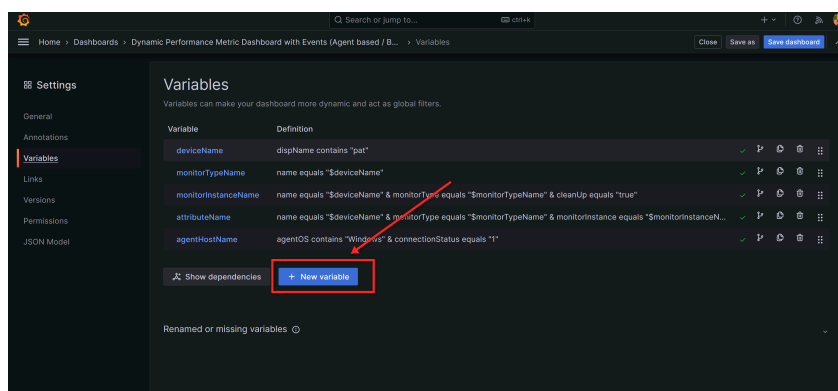 Search or jump to...
ctrl+k
Home › Dashboards › Dynamic Performance Metric Dashboard with Events (Agent based / B... › Variables
Close
Save as
Save dashboard
Settings
General
Annotations
Variables
Links
Versions
Permissions
JSON Model
Variables
Variables can make your dashboard more dynamic and act as global filters.
Variable Definition
deviceName dispName contains "pat"
monitorTypeName name equals "$deviceName"
monitorInstanceName name equals "$deviceName" & monitorType equals "$monitorTypeName" & cleanUp equals "true"
attributeName name equals "$deviceName" & monitorType equals "$monitorTypeName" & monitorInstance equals "$monitorInstanceN...
agentHostName agentOS contains "Windows" & connectionStatus equals "1"
Show dependencies
+ New variable
Renamed or missing variables